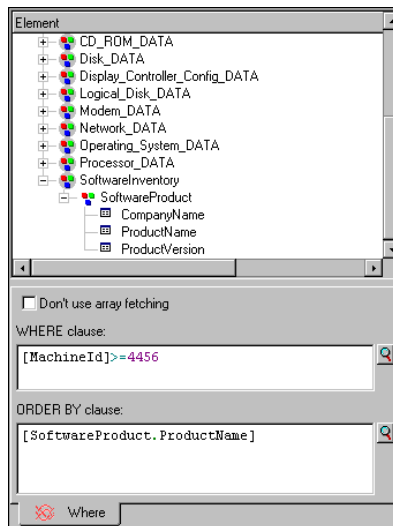 Element
CD_ROM_DATA
Disk_DATA
Display_Controller_Config_DATA
Logical_Disk_DATA
Modem_DATA
Network_DATA
Operating_System_DATA
Processor_DATA
SoftwareInventory
SoftwareProduct
CompanyName
ProductName
ProductVersion
Don't use array fetching
WHERE clause:
[MachineId]>=4456
ORDER BY clause:
[SoftwareProduct.ProductName]
Where